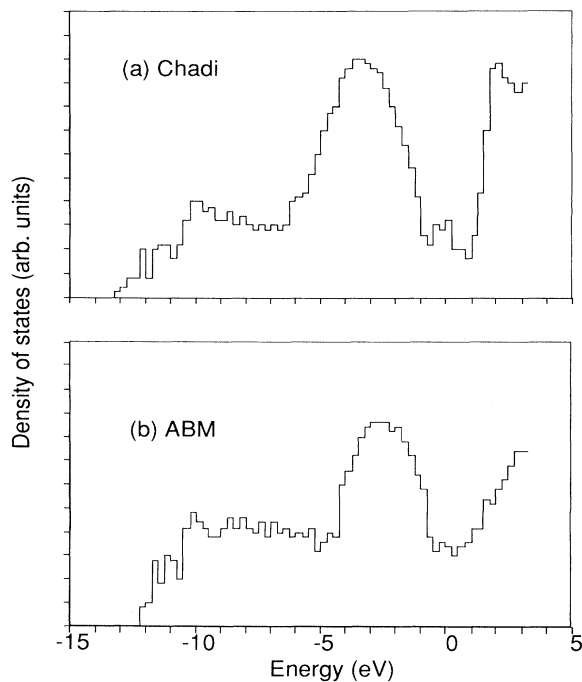 (a) Chadi
Density of states (arb. units)
(b) ABM
-15 -10 -5 0 5
Energy (eV)